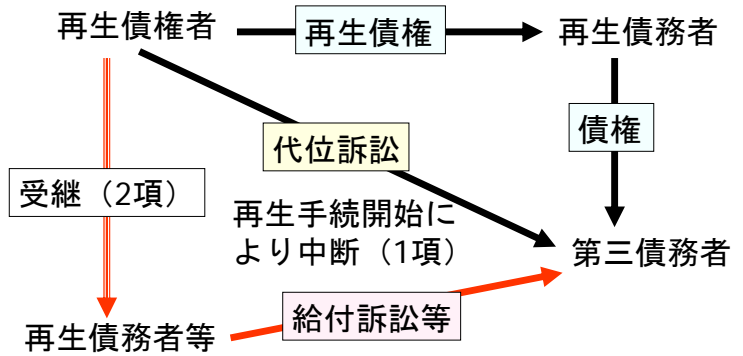 再生債権者
再生債権
再生債務者
代位訴訟
債権
受継（2項）
再生手続開始に
より中断（1項）
第三債務者
給付訴訟等
再生債務者等